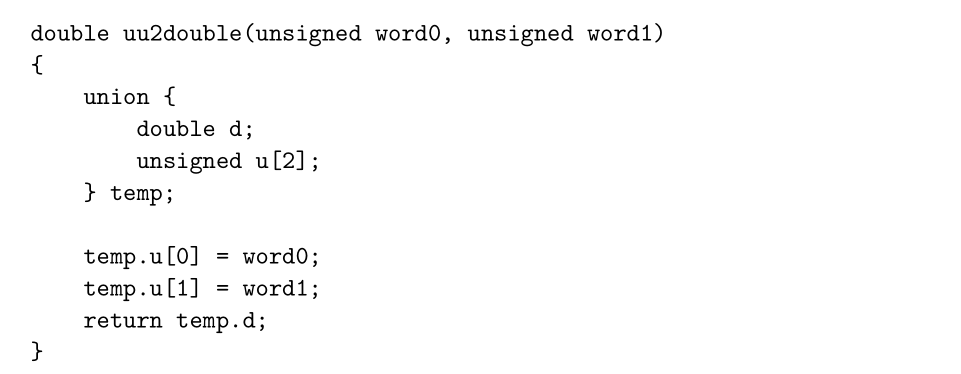 double uu2double(unsigned word0, unsigned word1)
{
    union {
        double d;
        unsigned u[2];
    } temp;

    temp.u[0] = word0;
    temp.u[1] = word1;
    return temp.d;
}